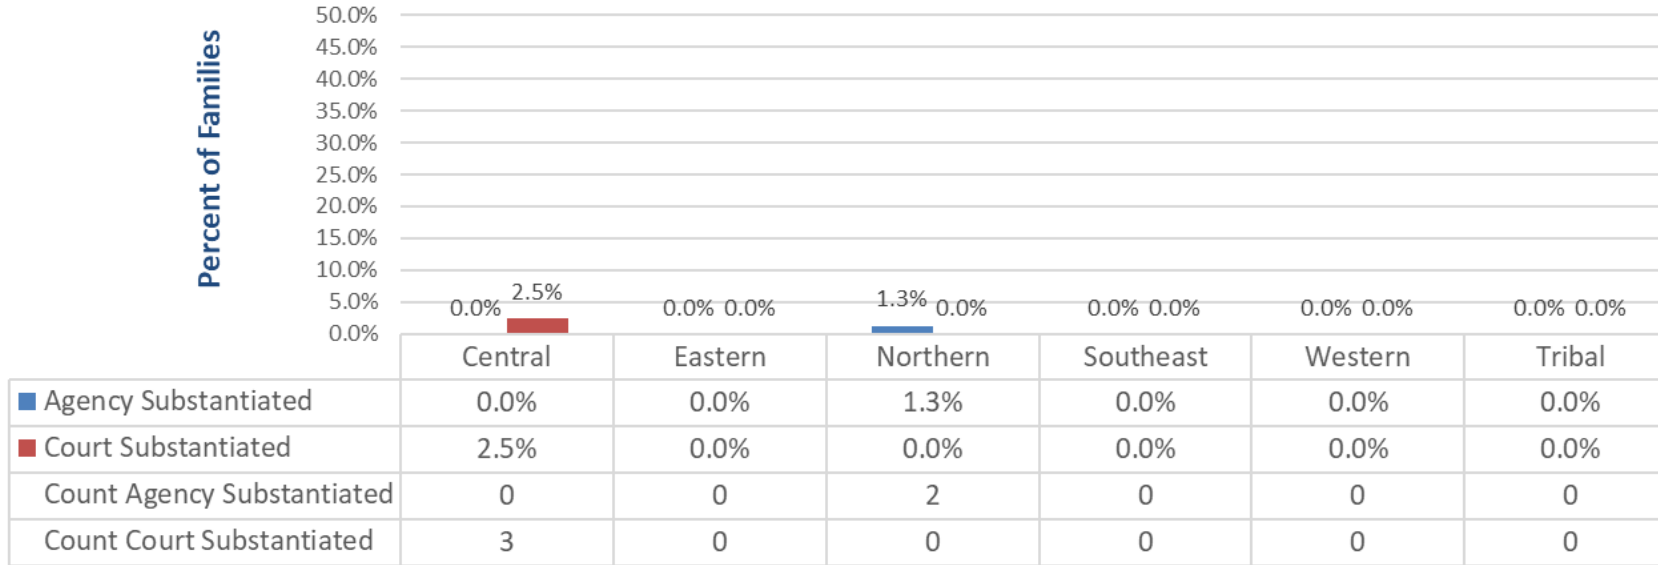 50.0%
45.0%
40.0%
35.0%
30.0%
25.0%
20.0%
15.0%
10.0%
5.0%
0.0%
Percent of Families
0.0% 2.5% 0.0% 0.0% 1.3% 0.0% 0.0% 0.0% 0.0% 0.0% 0.0% 0.0%
Central Eastern Northern Southeast Western Tribal
Agency Substantiated 0.0% 0.0% 1.3% 0.0% 0.0% 0.0%
Court Substantiated 2.5% 0.0% 0.0% 0.0% 0.0% 0.0%
Count Agency Substantiated 0 0 2 0 0 0
Count Court Substantiated 3 0 0 0 0 0